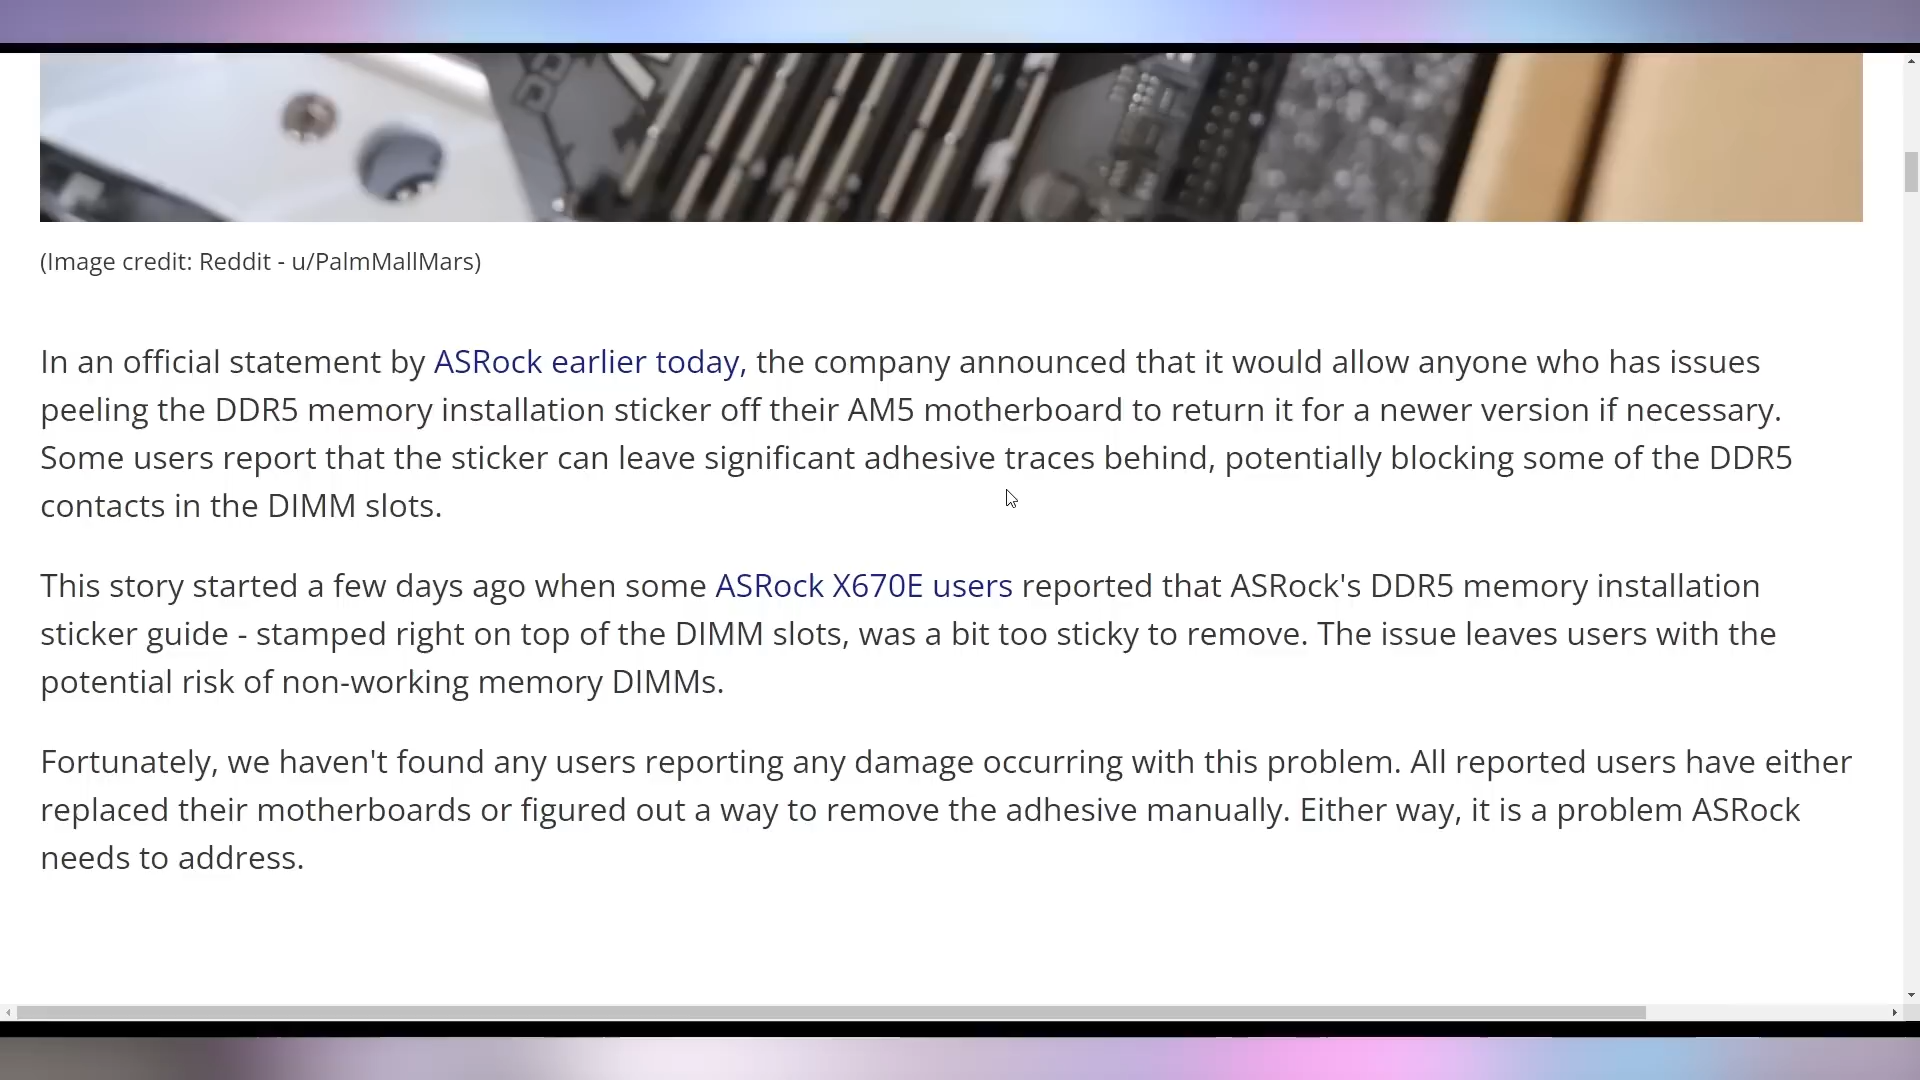 (Image credit: Reddit - u/PalmMallMars)
In an official statement by ASRock earlier today, the company announced that it would allow anyone who has issues
peeling the DDR5 memory installation sticker off their AM5 motherboard to return it for a newer version if necessary.
Some users report that the sticker can leave significant adhesive traces behind, potentially blocking some of the DDR5
contacts in the DIMM slots.
This story started a few days ago when some ASRock X670E users reported that ASRock's DDR5 memory installation
sticker guide - stamped right on top of the DIMM slots, was a bit too sticky to remove. The issue leaves users with the
potential risk of non-working memory DIMMs.
Fortunately, we haven't found any users reporting any damage occurring with this problem. All reported users have either
replaced their motherboards or figured out a way to remove the adhesive manually. Either way, it is a problem ASRock
needs to address.